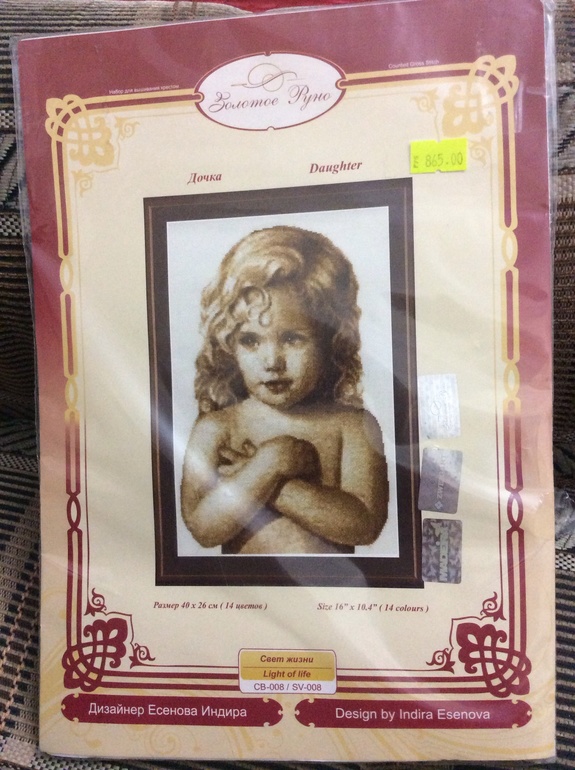 Набор для вышивания крестом
Counted Cross Stitch
Золотое Руно
865.00
Дочка
Daughter
Размер 40 x 26 см ( 14 цветов )
Size 16" x 10.4" ( 14 colours )
Свет жизни
Light of life
СВ-008 / SV-008
Дизайнер Есенова Индира
Design by Indira Esenova